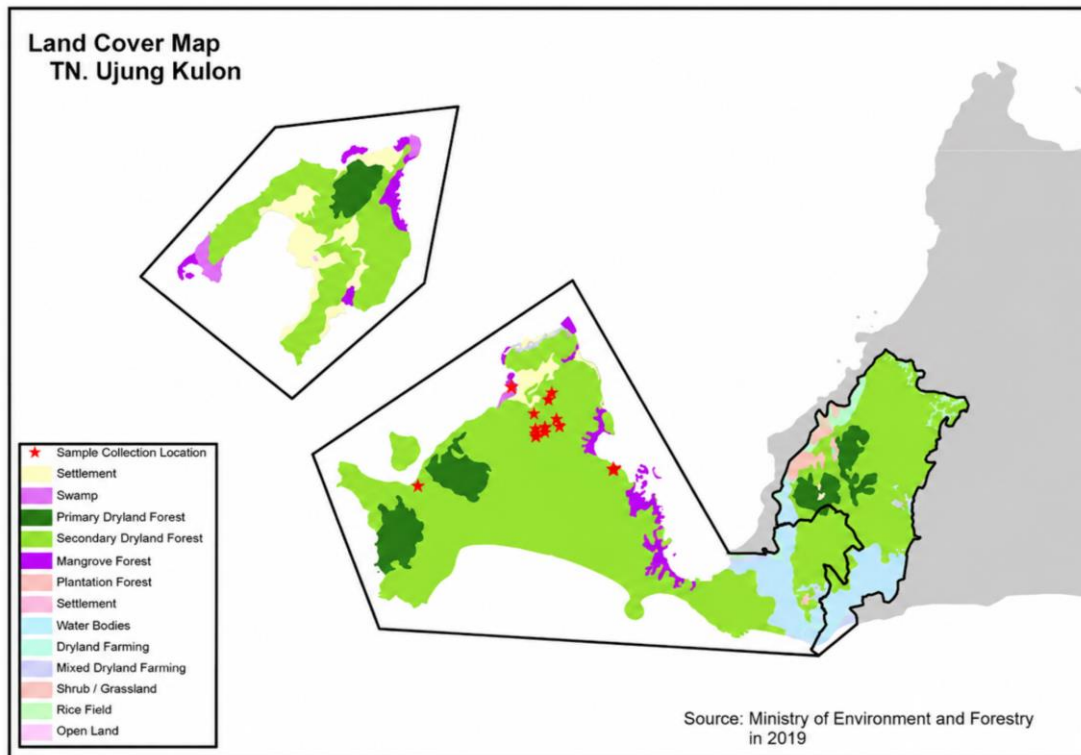 Land Cover Map
TN. Ujung Kulon
Sample Collection Location
Settlement
Swamp
Primary Dryland Forest
Secondary Dryland Forest
Mangrove Forest
Plantation Forest
Settlement
Water Bodies
Dryland Farming
Mixed Dryland Farming
Shrub / Grassland
Rice Field
Open Land
Source: Ministry of Environment and Forestry
in 2019